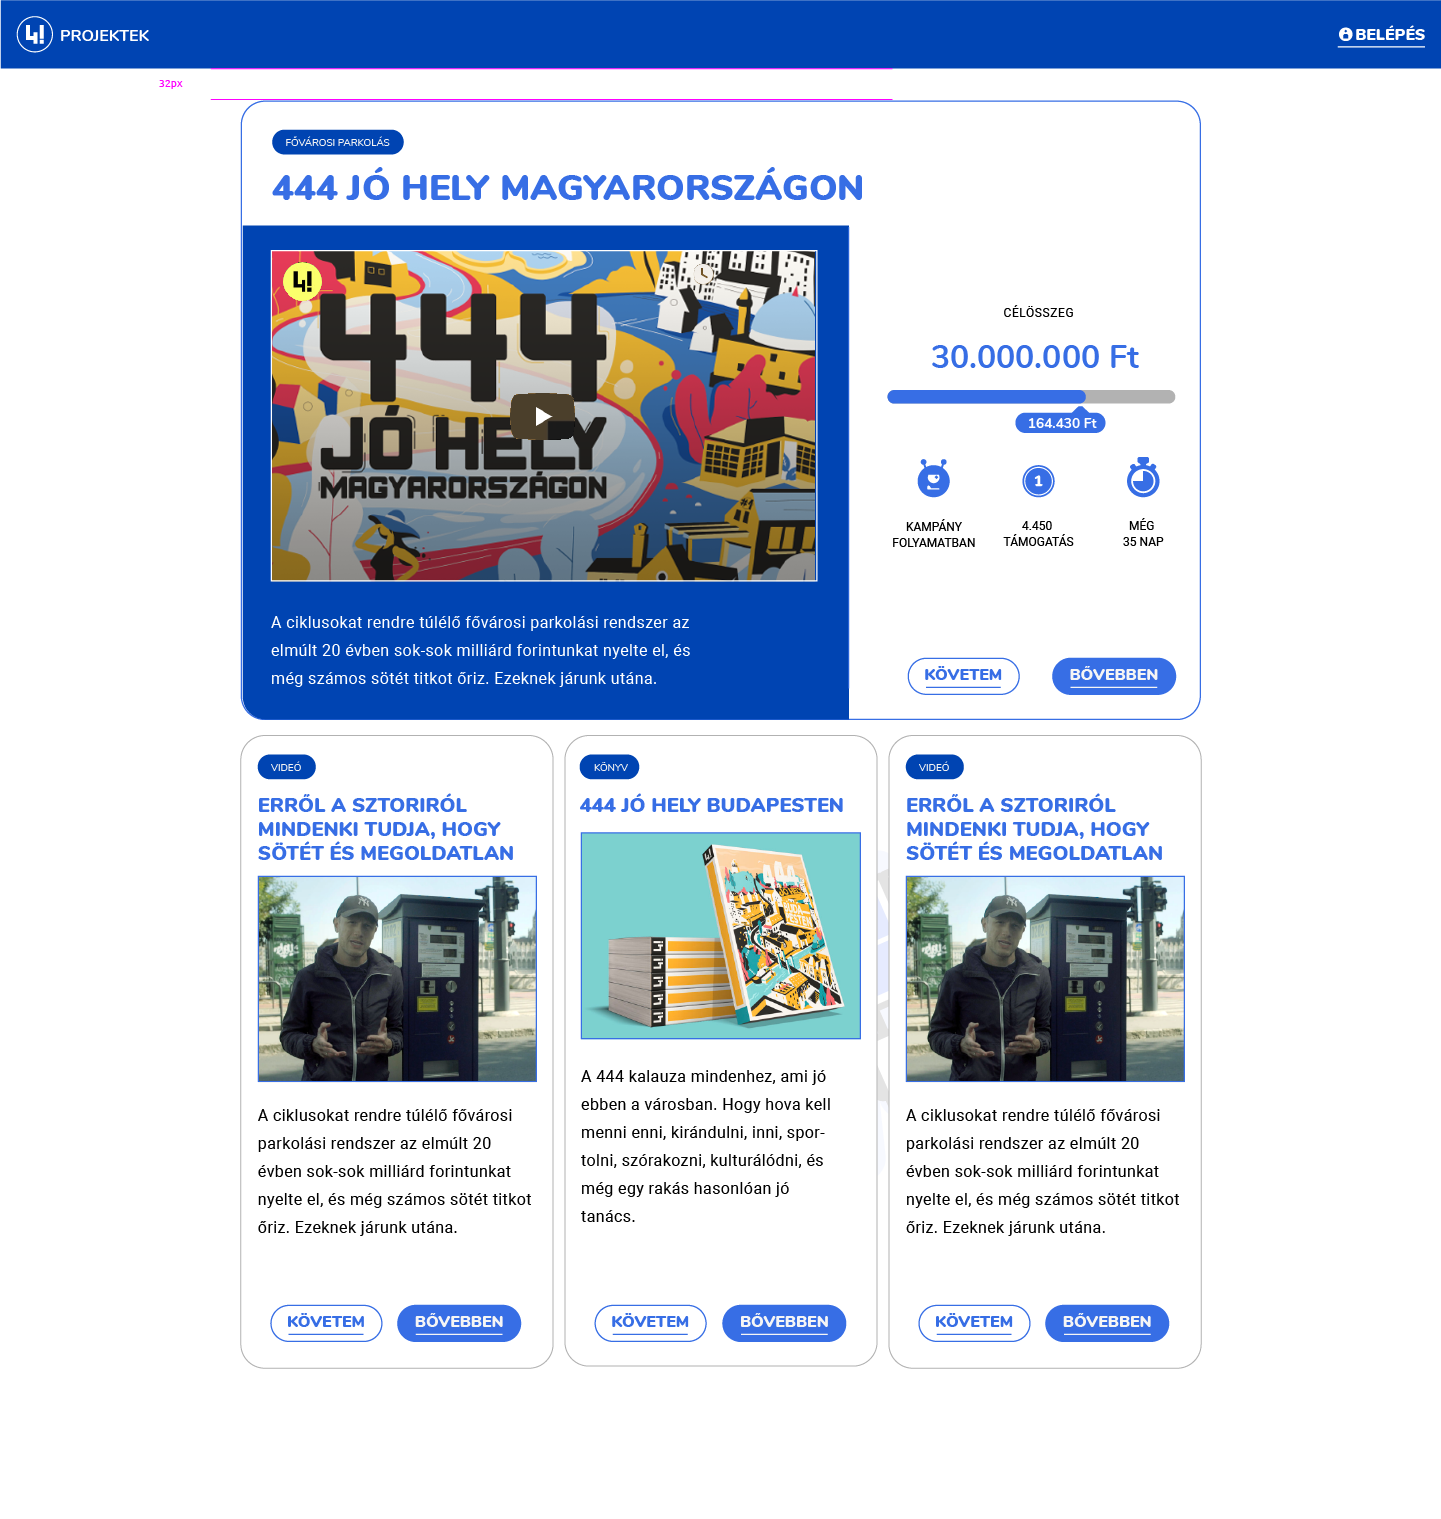 4!
PROJEKTEK
BELÉPÉS
32px
FŐVÁROSI PARKOLÁS
444 JÓ HELY MAGYARORSZÁGON
4!
444
JÓ HELY
MAGYARORSZÁGON
#1
A ciklusokat rendre túlélő fővárosi parkolási rendszer az
elmúlt 20 évben sok-sok milliárd forintunkat nyelte el, és
még számos sötét titkot őriz. Ezeknek járunk utána.
CÉLÖSSZEG
30.000.000 Ft
164.430 Ft
1
KAMPÁNY
FOLYAMATBAN
4.450
TÁMOGATÁS
MÉG
35 NAP
KÖVETEM
BŐVEBBEN
VIDEÓ
ERRŐL A SZTORIRÓL
MINDENKI TUDJA, HOGY
SÖTÉT ÉS MEGOLDATLAN
A ciklusokat rendre túlélő fővárosi
parkolási rendszer az elmúlt 20
évben sok-sok milliárd forintunkat
nyelte el, és még számos sötét titkot
őriz. Ezeknek járunk utána.
KÖVETEM
BŐVEBBEN
KÖNYV
444 JÓ HELY BUDAPESTEN
4!
444
A 444 kalauza mindenhez, ami jó
ebben a városban. Hogy hova kell
menni enni, kirándulni, inni, spor-
tolni, szórakozni, kulturálódni, és
még egy rakás hasonlóan jó
tanács.
KÖVETEM
BŐVEBBEN
VIDEÓ
ERRŐL A SZTORIRÓL
MINDENKI TUDJA, HOGY
SÖTÉT ÉS MEGOLDATLAN
A ciklusokat rendre túlélő fővárosi
parkolási rendszer az elmúlt 20
évben sok-sok milliárd forintunkat
nyelte el, és még számos sötét titkot
őriz. Ezeknek járunk utána.
KÖVETEM
BŐVEBBEN